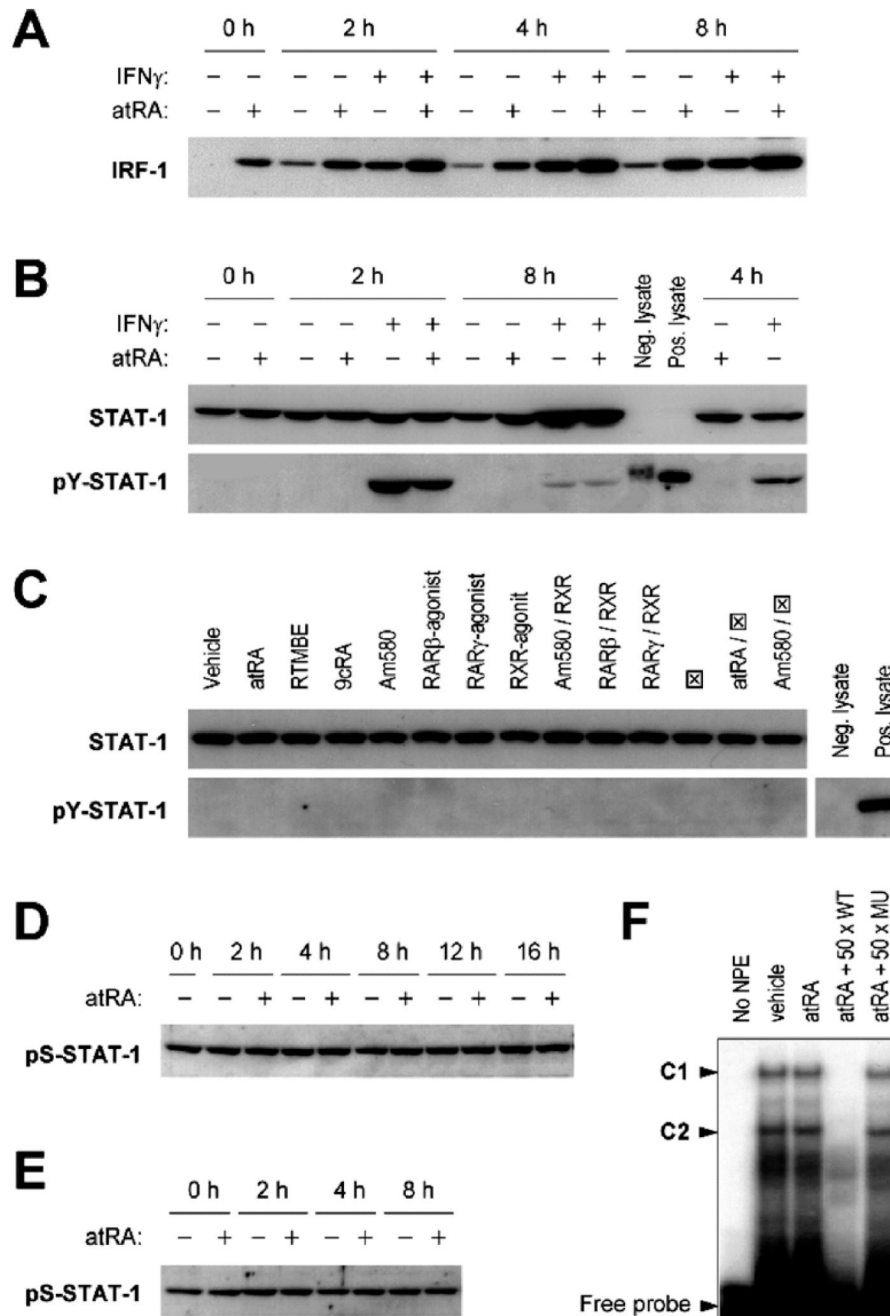 A
0 h 2 h 4 h 8 h
IFNγ: – – – – + + – – + + – – + +
atRA: – + – + – + – + – + – + – +
IRF-1
B
0 h 2 h 8 h Neg. lysate Pos. lysate 4 h
IFNγ: – – – – + + – – + + – +
atRA: – + – + – + – + – + + –
STAT-1
pY-STAT-1
C
Vehicle atRA RTMBE 9cRA Am580 RARβ-agonist RARγ-agonist RXR-agonit Am580 / RXR RARβ / RXR RARγ / RXR ☒ atRA / ☒ Am580 / ☒ Neg. lysate Pos. lysate
STAT-1
pY-STAT-1
D
0 h 2 h 4 h 8 h 12 h 16 h
atRA: – – + – + – + – + – +
pS-STAT-1
E
0 h 2 h 4 h 8 h
atRA: – + – + – + – +
pS-STAT-1
F
No NPE vehicle atRA atRA + 50 x WT atRA + 50 x MU
C1
C2
Free probe